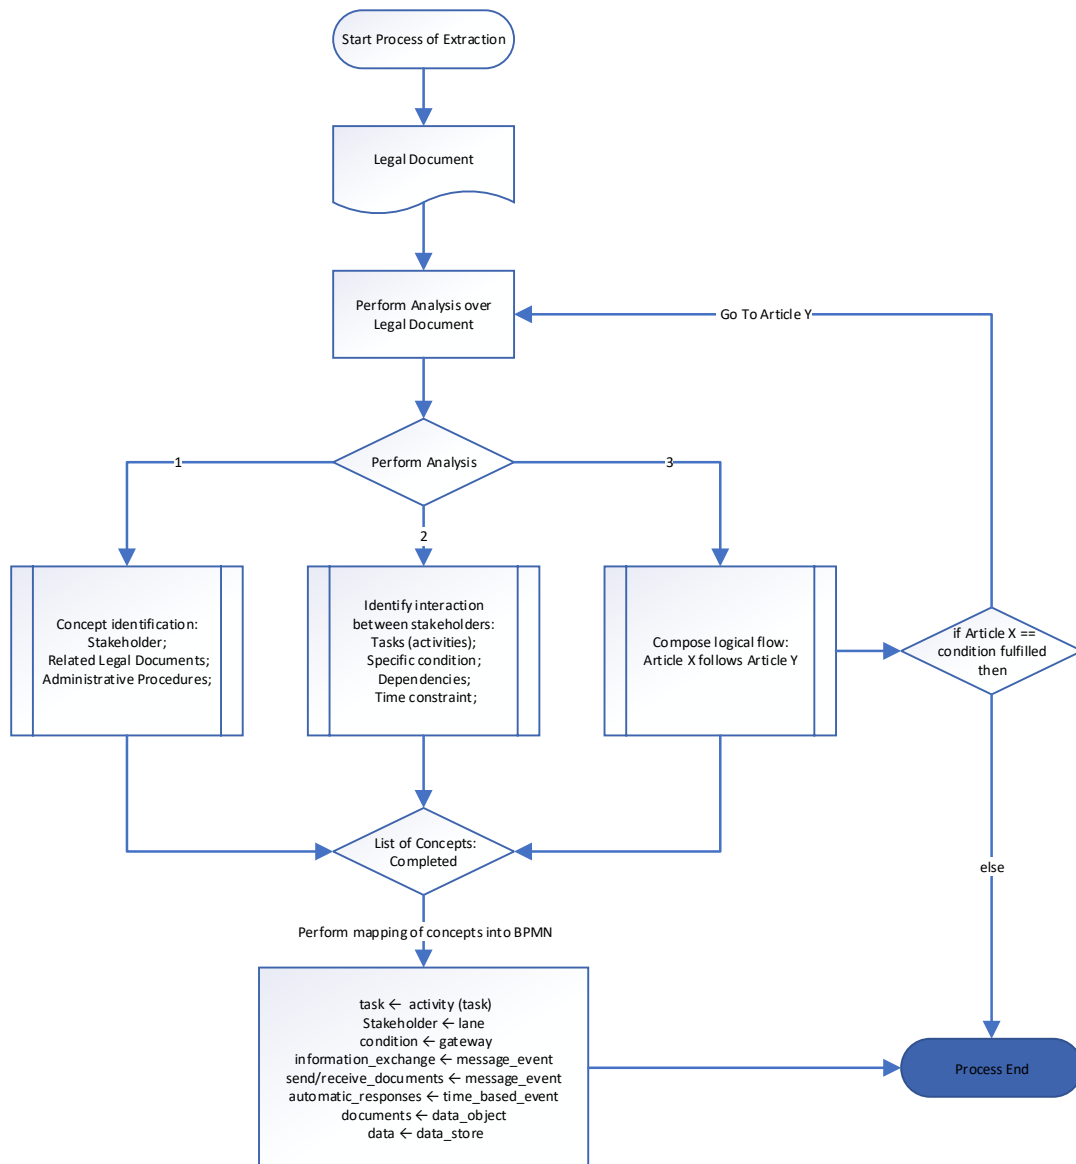 Start Process of Extraction
Legal Document
Perform Analysis over
Legal Document
Go To Article Y
Perform Analysis
1
3
2
Concept identification:
Stakeholder;
Related Legal Documents;
Administrative Procedures;
Identify interaction
between stakeholders:
Tasks (activities);
Specific condition;
Dependencies;
Time constraint;
Compose logical flow:
Article X follows Article Y
if Article X ==
condition fulfilled
then
List of Concepts:
Completed
else
Perform mapping of concepts into BPMN
task ← activity (task)
Stakeholder ← lane
condition ← gateway
information_exchange ← message_event
send/receive_documents ← message_event
automatic_responses ← time_based_event
documents ← data_object
data ← data_store
Process End